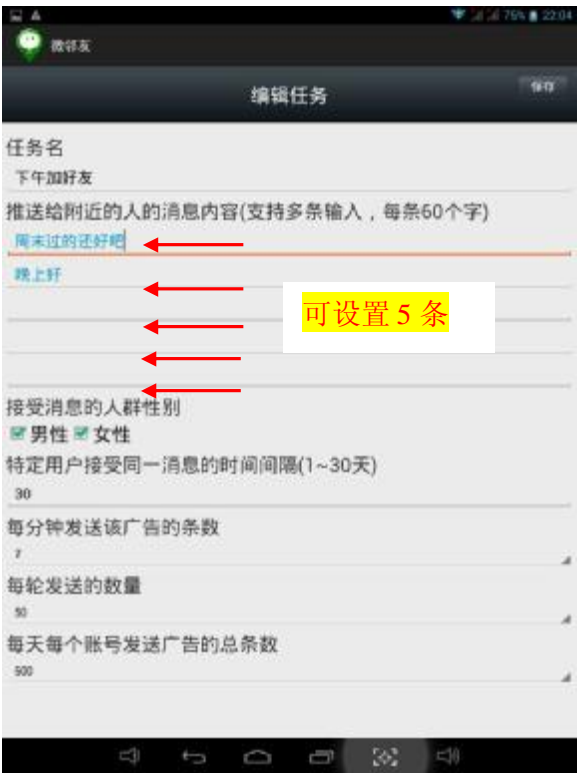 75% 22:04
微邻友
编辑任务
保存
任务名
下午加好友
推送给附近的人的消息内容(支持多条输入，每条60个字)
周末过的还好吧
晚上好
可设置 5 条
接受消息的人群性别
男性 女性
特定用户接受同一消息的时间间隔(1~30天)
30
每分钟发送该广告的条数
7
每轮发送的数量
50
每天每个账号发送广告的总条数
500